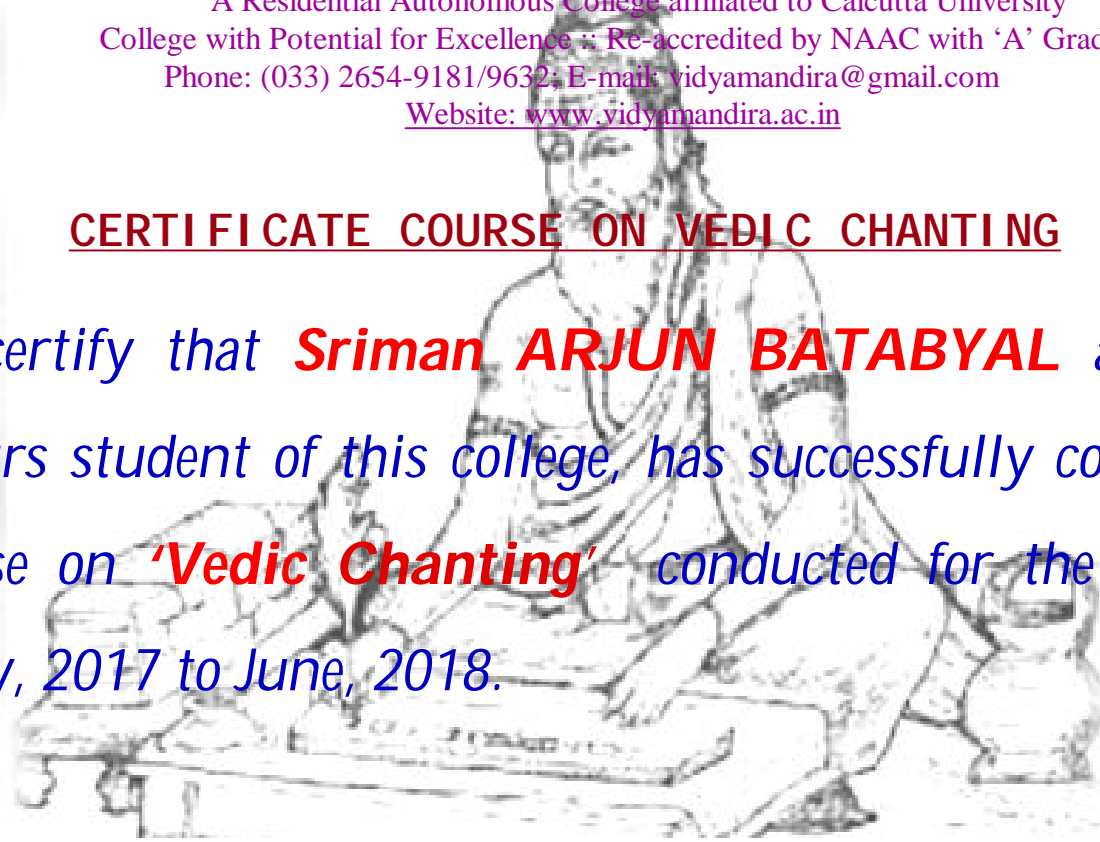 A Residential Autonomous College affiliated to Calcutta University
College with Potential for Excellence :: Re-accredited by NAAC with ‘A’ Grad
Phone: (033) 2654-9181/9632; E-mail: vidyamandira@gmail.com
Website: www.vidyamandira.ac.in
CERTIFICATE COURSE ON VEDIC CHANTING
certify that Sriman ARJUN BATABYAL a
rs student of this college, has successfully co
se on ‘Vedic Chanting’ conducted for the
y, 2017 to June, 2018.